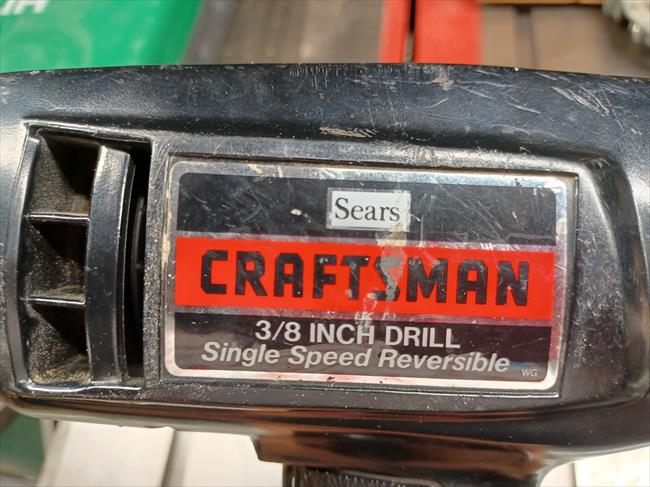 Sears
CRAFTSMAN
3/8 INCH DRILL
Single Speed Reversible
WG